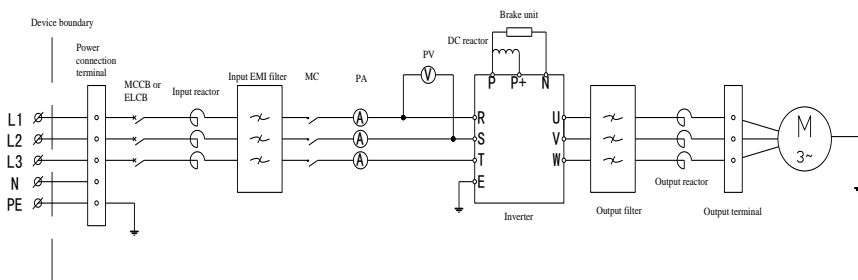 Brake unit
Device boundary
DC reactor
Power
connection
terminal
PV
MCCB or
ELCB
Input reactor
Input EMI filter
MC
PA
V
P P+ N
L1 A R U M
L2 A S V 3~
L3 A T W
N E
PE
Output reactor
Inverter
Output filter
Output terminal